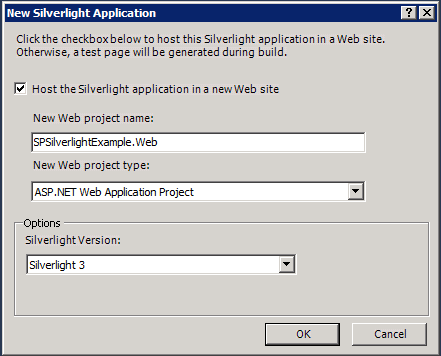 New Silverlight Application
Click the checkbox below to host this Silverlight application in a Web site.
Otherwise, a test page will be generated during build.
Host the Silverlight application in a new Web site
New Web project name:
SPSilverlightExample.Web
New Web project type:
ASP.NET Web Application Project
Options
Silverlight Version:
Silverlight 3
OK
Cancel